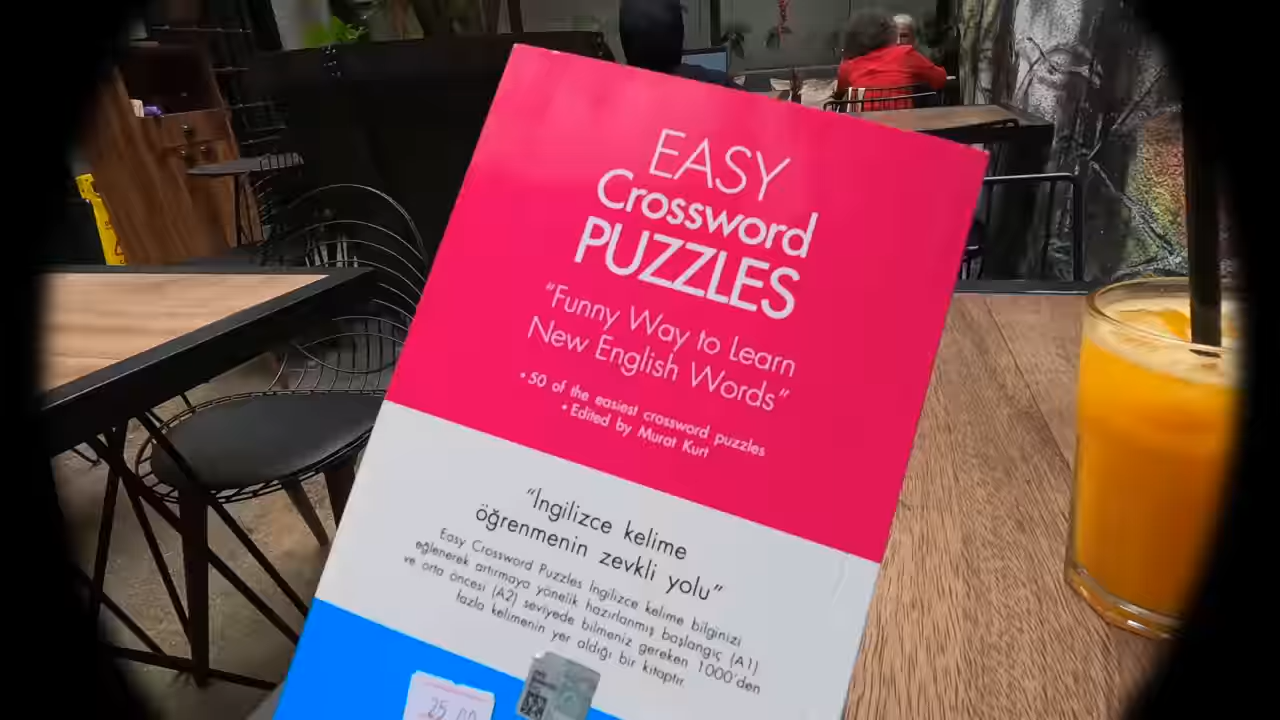 EASY
Crossword
PUZZLES
“Funny Way to Learn
New English Words”
• 50 of the easiest crossword puzzles
• Edited by Murat Kurt
“İngilizce kelime
öğrenmenin zevkli yolu”
Easy Crossword Puzzles İngilizce kelime bilginizi
eğlenerek artırmaya yönelik hazırlanmış başlangıç (A1)
ve orta öncesi (A2) seviyede bilmeniz gereken 1000'den
fazla kelimenin yer aldığı bir kitaptır.
25.00